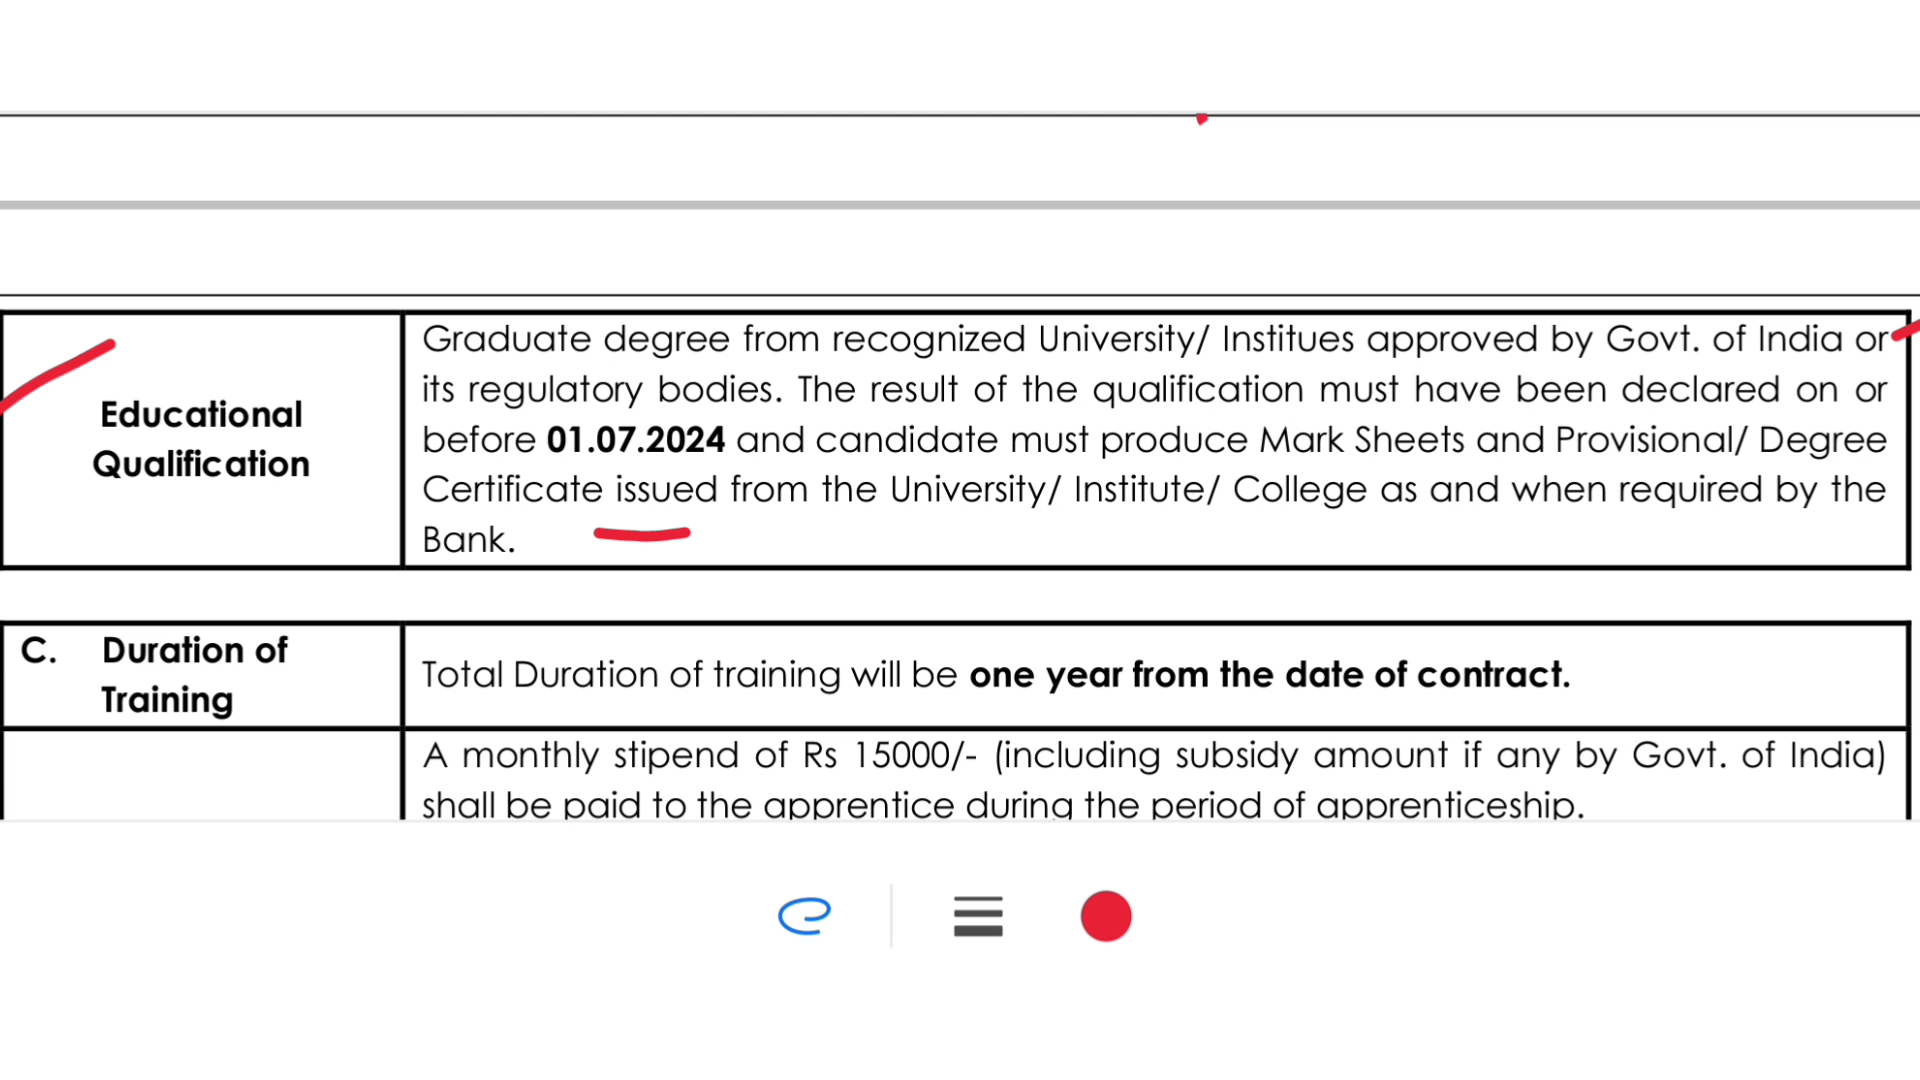 Educational
Qualification
Graduate degree from recognized University/ Institues approved by Govt. of India or
its regulatory bodies. The result of the qualification must have been declared on or
before 01.07.2024 and candidate must produce Mark Sheets and Provisional/ Degree
Certificate issued from the University/ Institute/ College as and when required by the
Bank.
C. Duration of
Training
Total Duration of training will be one year from the date of contract.
A monthly stipend of Rs 15000/- (including subsidy amount if any by Govt. of India)
shall be paid to the apprentice during the period of apprenticeship.